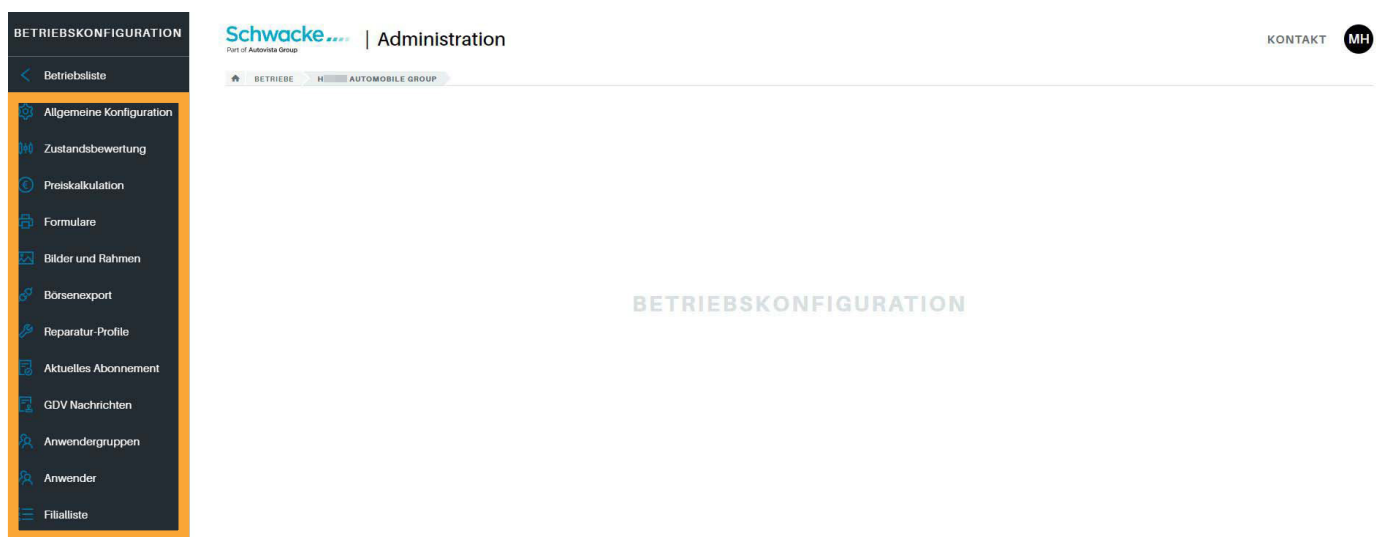 BETRIEBSKONFIGURATION
Betriebsliste
Allgemeine Konfiguration
Zustandsbewertung
Preiskalkulation
Formulare
Bilder und Rahmen
Börsenexport
Reparatur-Profile
Aktuelles Abonnement
GDV Nachrichten
Anwendergruppen
Anwender
Filialliste
Schwacke.... | Administration
Part of Autovista Group
KONTAKT MH
BETRIEBE H AUTOMOBILE GROUP
BETRIEBSKONFIGURATION